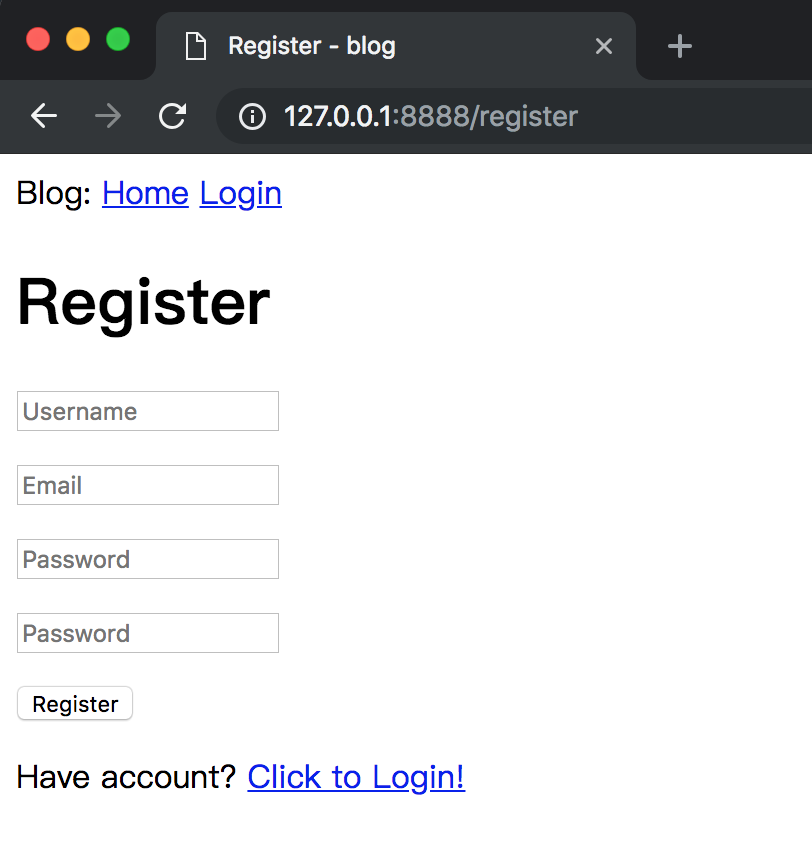 Register - blog
127.0.0.1:8888/register
Blog: Home Login
Register
Username
Email
Password
Password
Register
Have account? Click to Login!